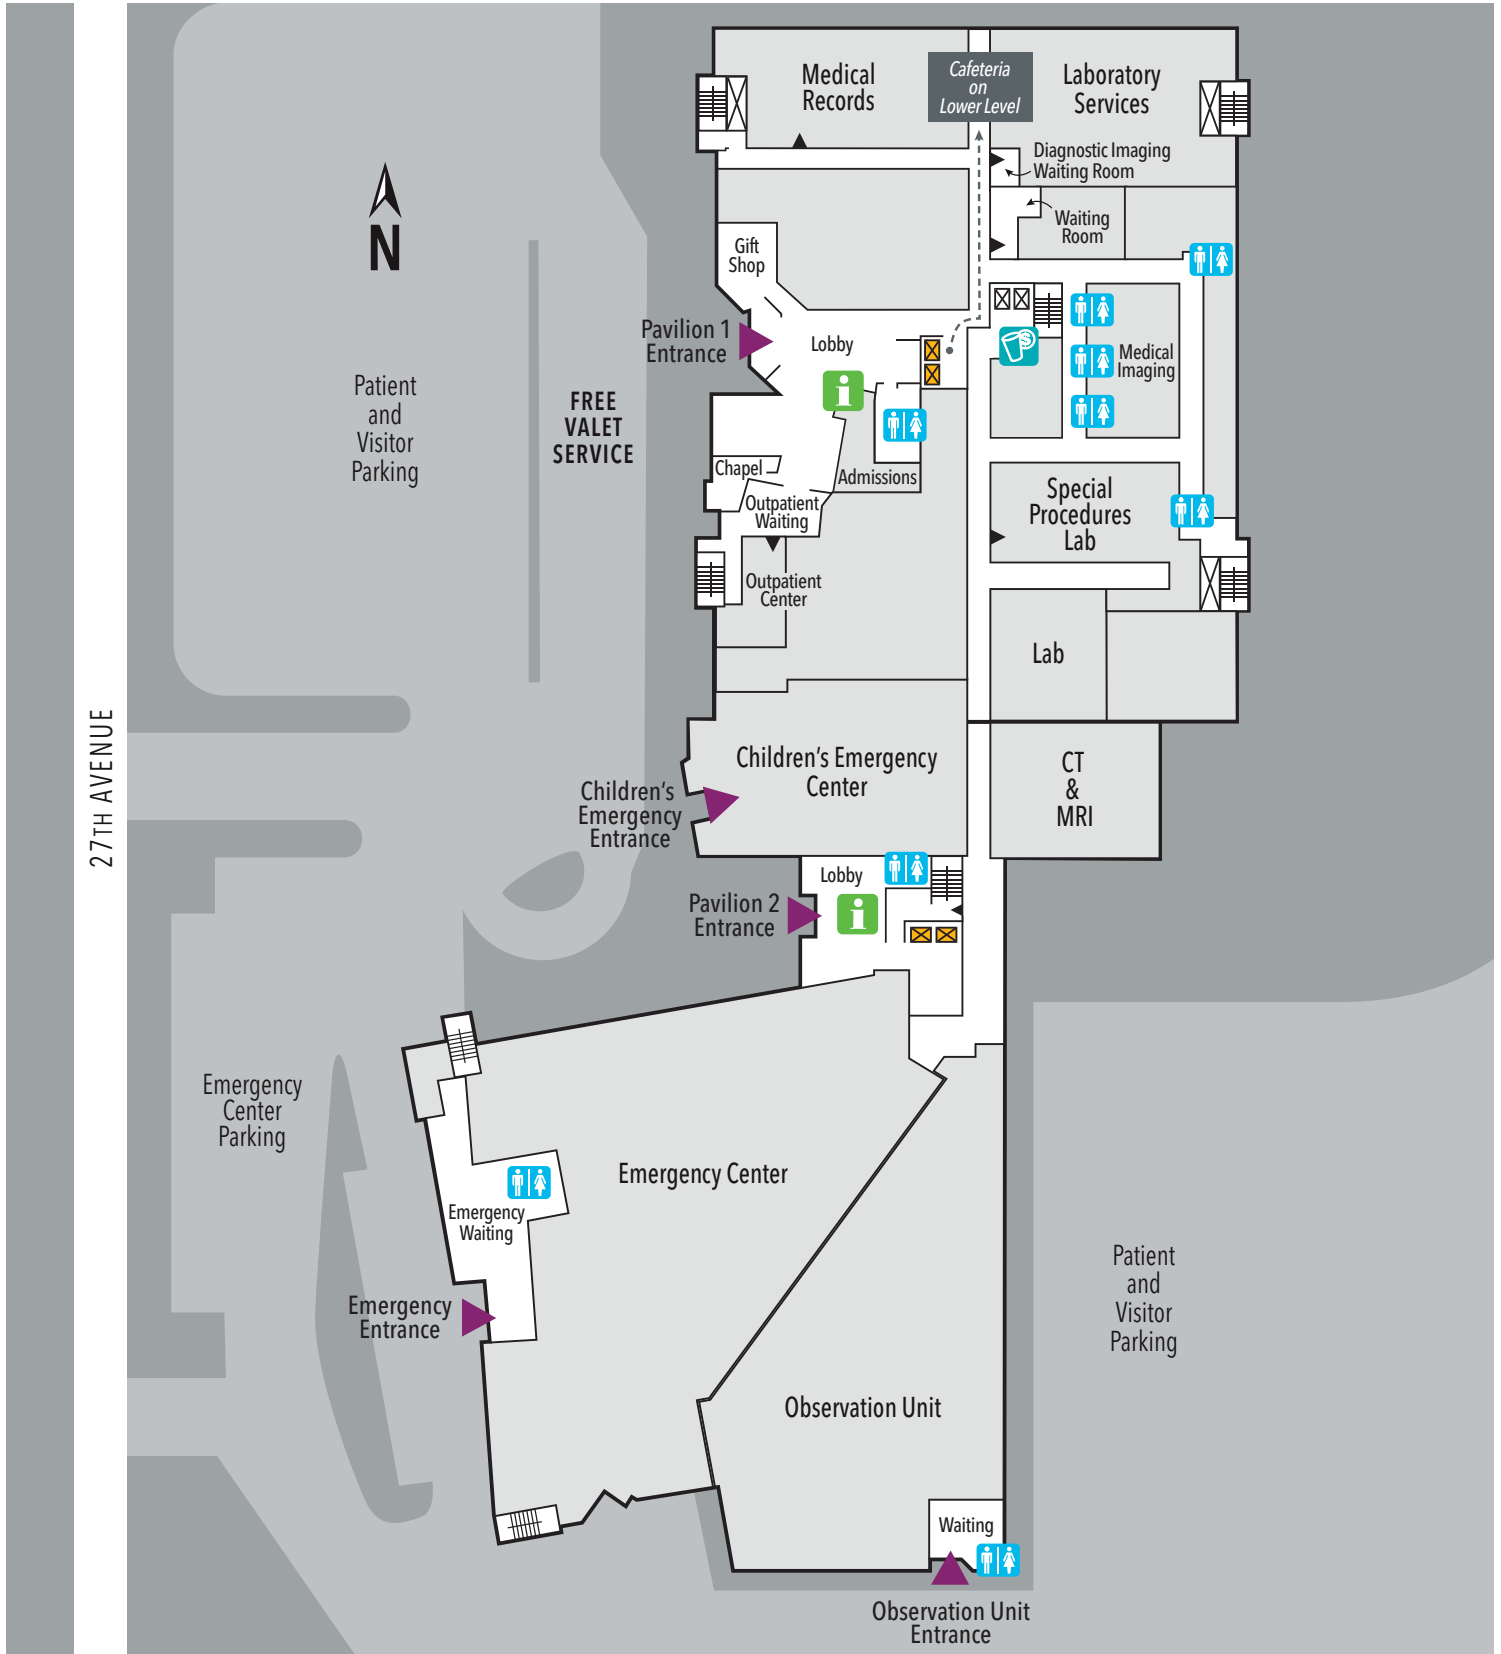 Medical
Records
Cafeteria
on
Lower Level
Laboratory
Services
Diagnostic Imaging
Waiting Room
Waiting
Room
N
Gift
Shop
Pavilion 1
Entrance
Lobby
Medical
Imaging
Patient
and
Visitor
Parking
FREE
VALET
SERVICE
Chapel
Admissions
Outpatient
Waiting
Special
Procedures
Lab
Outpatient
Center
Lab
27TH AVENUE
Children's Emergency
Center
CT
&
MRI
Children's
Emergency
Entrance
Lobby
Pavilion 2
Entrance
Emergency
Center
Parking
Emergency Center
Emergency
Waiting
Emergency
Entrance
Patient
and
Visitor
Parking
Observation Unit
Waiting
Observation Unit
Entrance